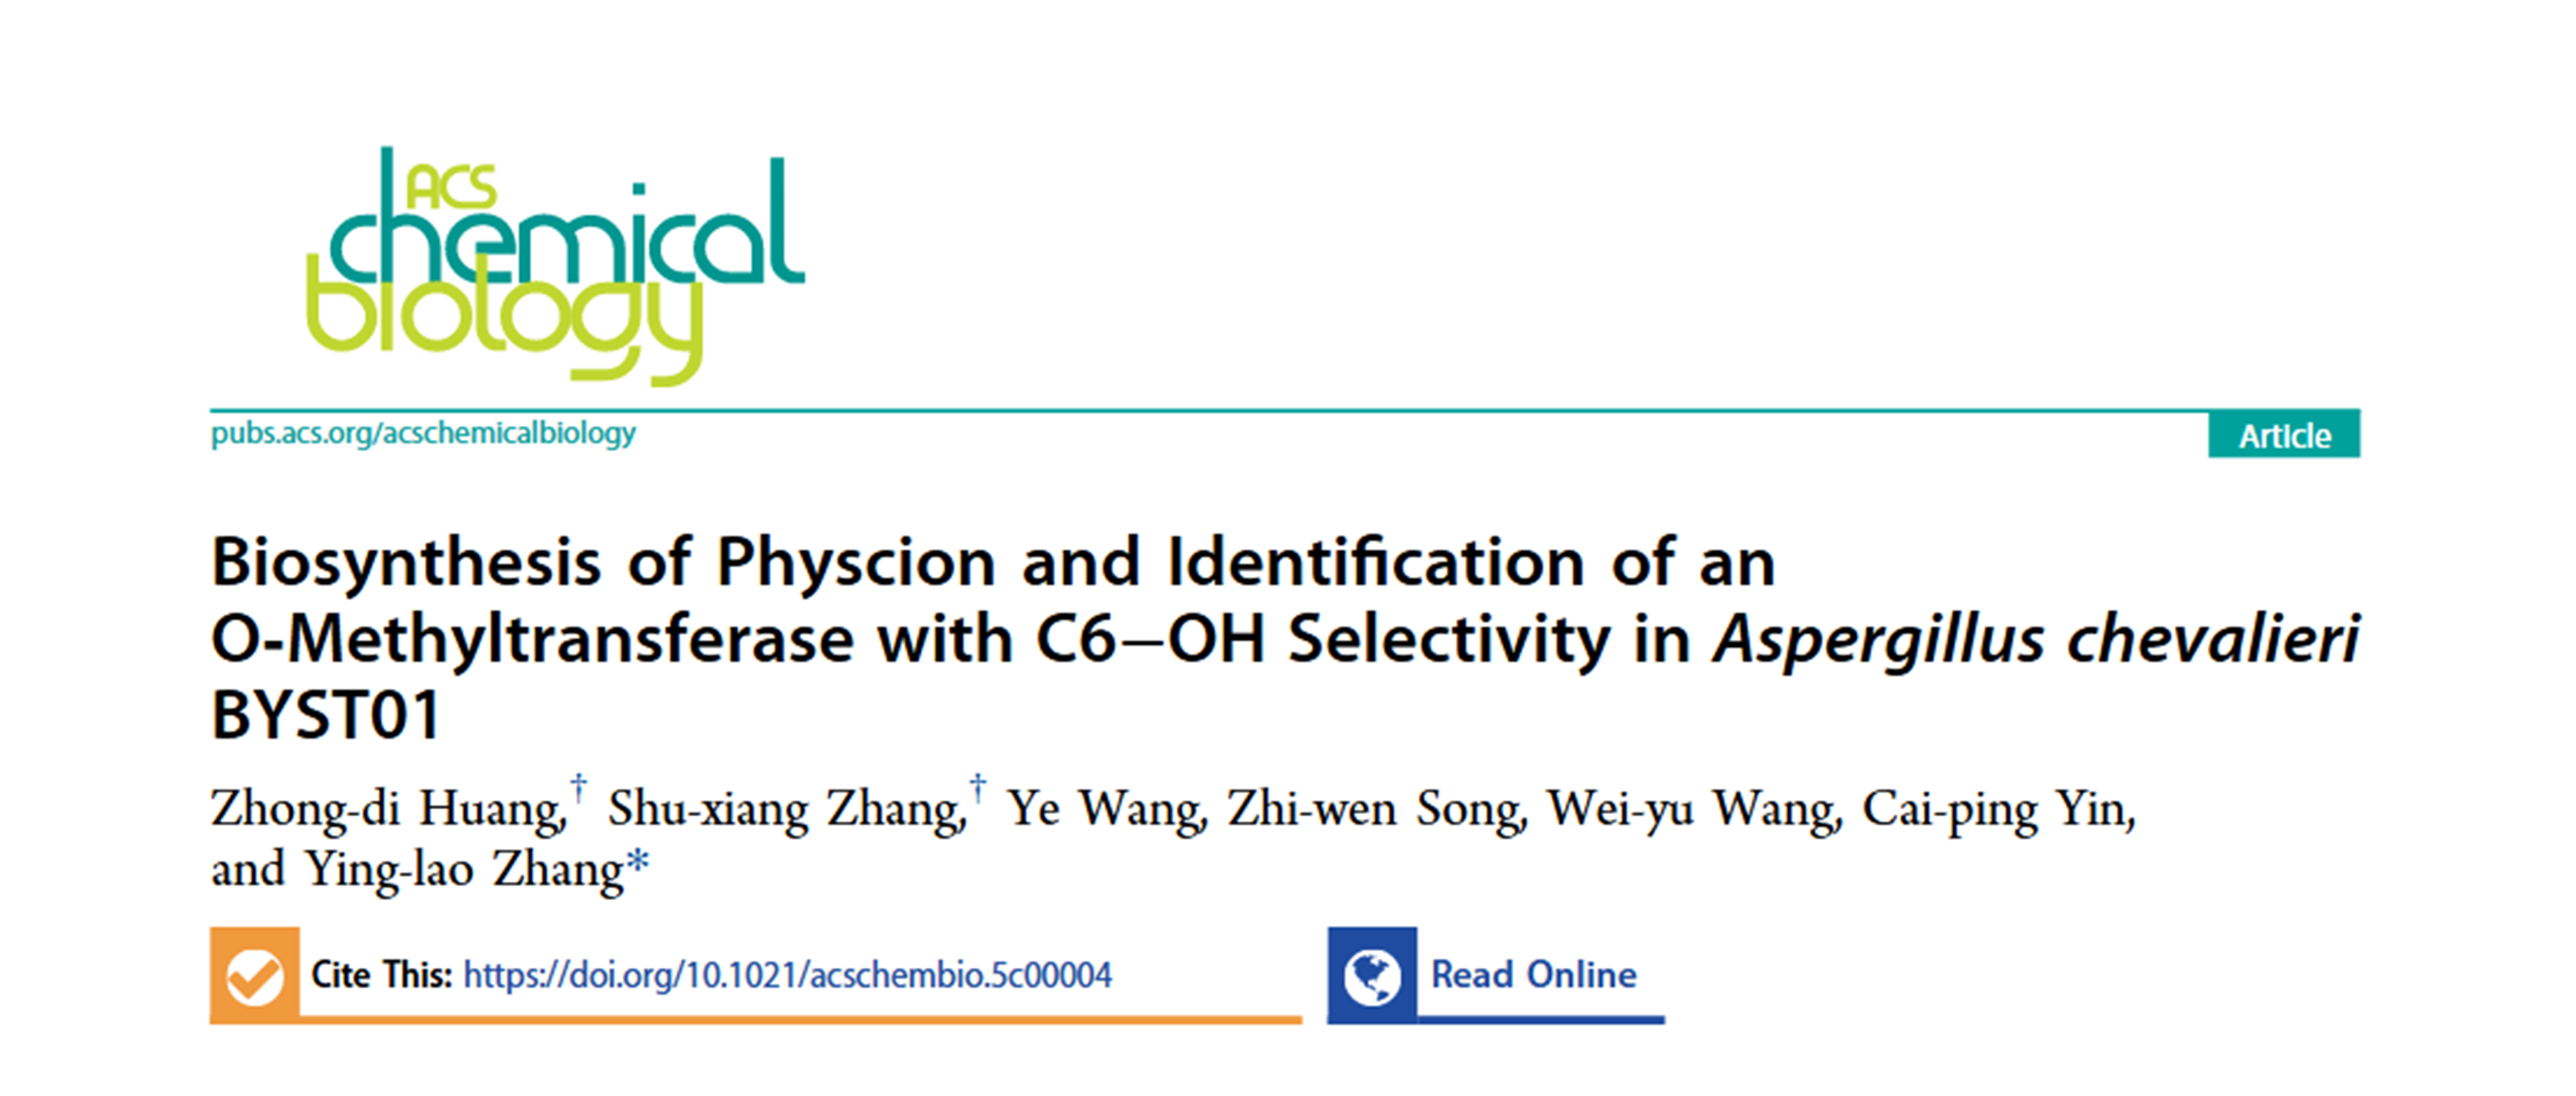 ACS
chemical
biology
pubs.acs.org/acschemicalbiology
Article
Biosynthesis of Physcion and Identification of an
O-Methyltransferase with C6−OH Selectivity in Aspergillus chevalieri
BYST01
Zhong-di Huang,† Shu-xiang Zhang,† Ye Wang, Zhi-wen Song, Wei-yu Wang, Cai-ping Yin,
and Ying-lao Zhang*
Cite This: https://doi.org/10.1021/acschembio.5c00004
Read Online